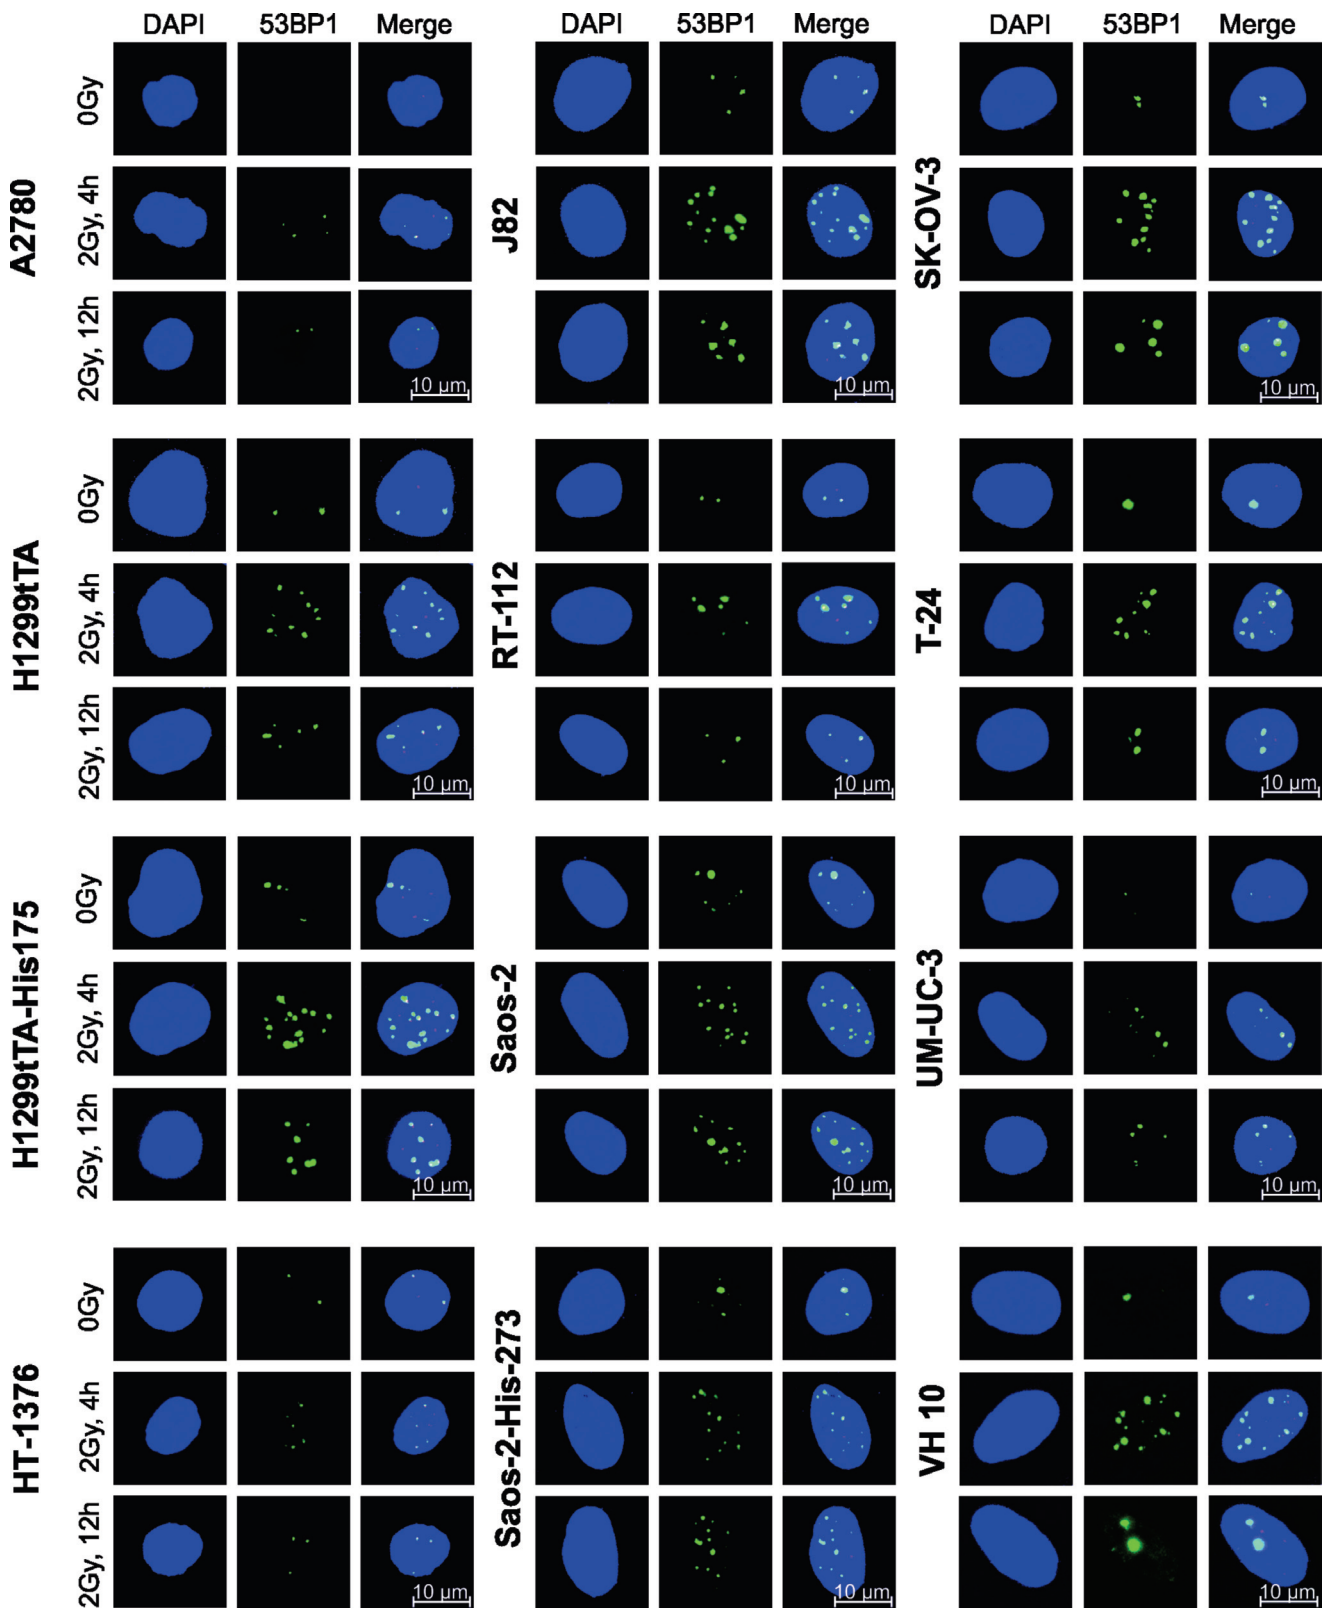 DAPI 53BP1 Merge DAPI 53BP1 Merge DAPI 53BP1 Merge
A2780
0Gy
2Gy, 4h
2Gy, 12h
10 µm
J82
10 µm
SK-OV-3
10 µm
H1299tTA
0Gy
2Gy, 4h
2Gy, 12h
10 µm
RT-112
10 µm
T-24
10 µm
H1299tTA-His175
0Gy
2Gy, 4h
2Gy, 12h
10 µm
Saos-2
10 µm
UM-UC-3
10 µm
HT-1376
0Gy
2Gy, 4h
2Gy, 12h
10 µm
Saos-2-His-273
10 µm
VH 10
10 µm